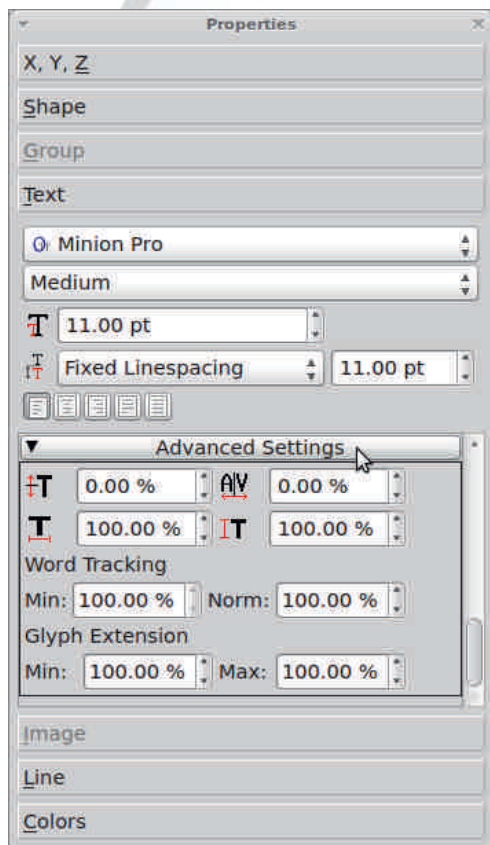 Properties
X, Y, Z
Shape
Group
Text
Minion Pro
Medium
11.00 pt
Fixed Linespacing 11.00 pt
Advanced Settings
0.00 % 0.00 %
100.00 % 100.00 %
Word Tracking
Min: 100.00 % Norm: 100.00 %
Glyph Extension
Min: 100.00 % Max: 100.00 %
Image
Line
Colors